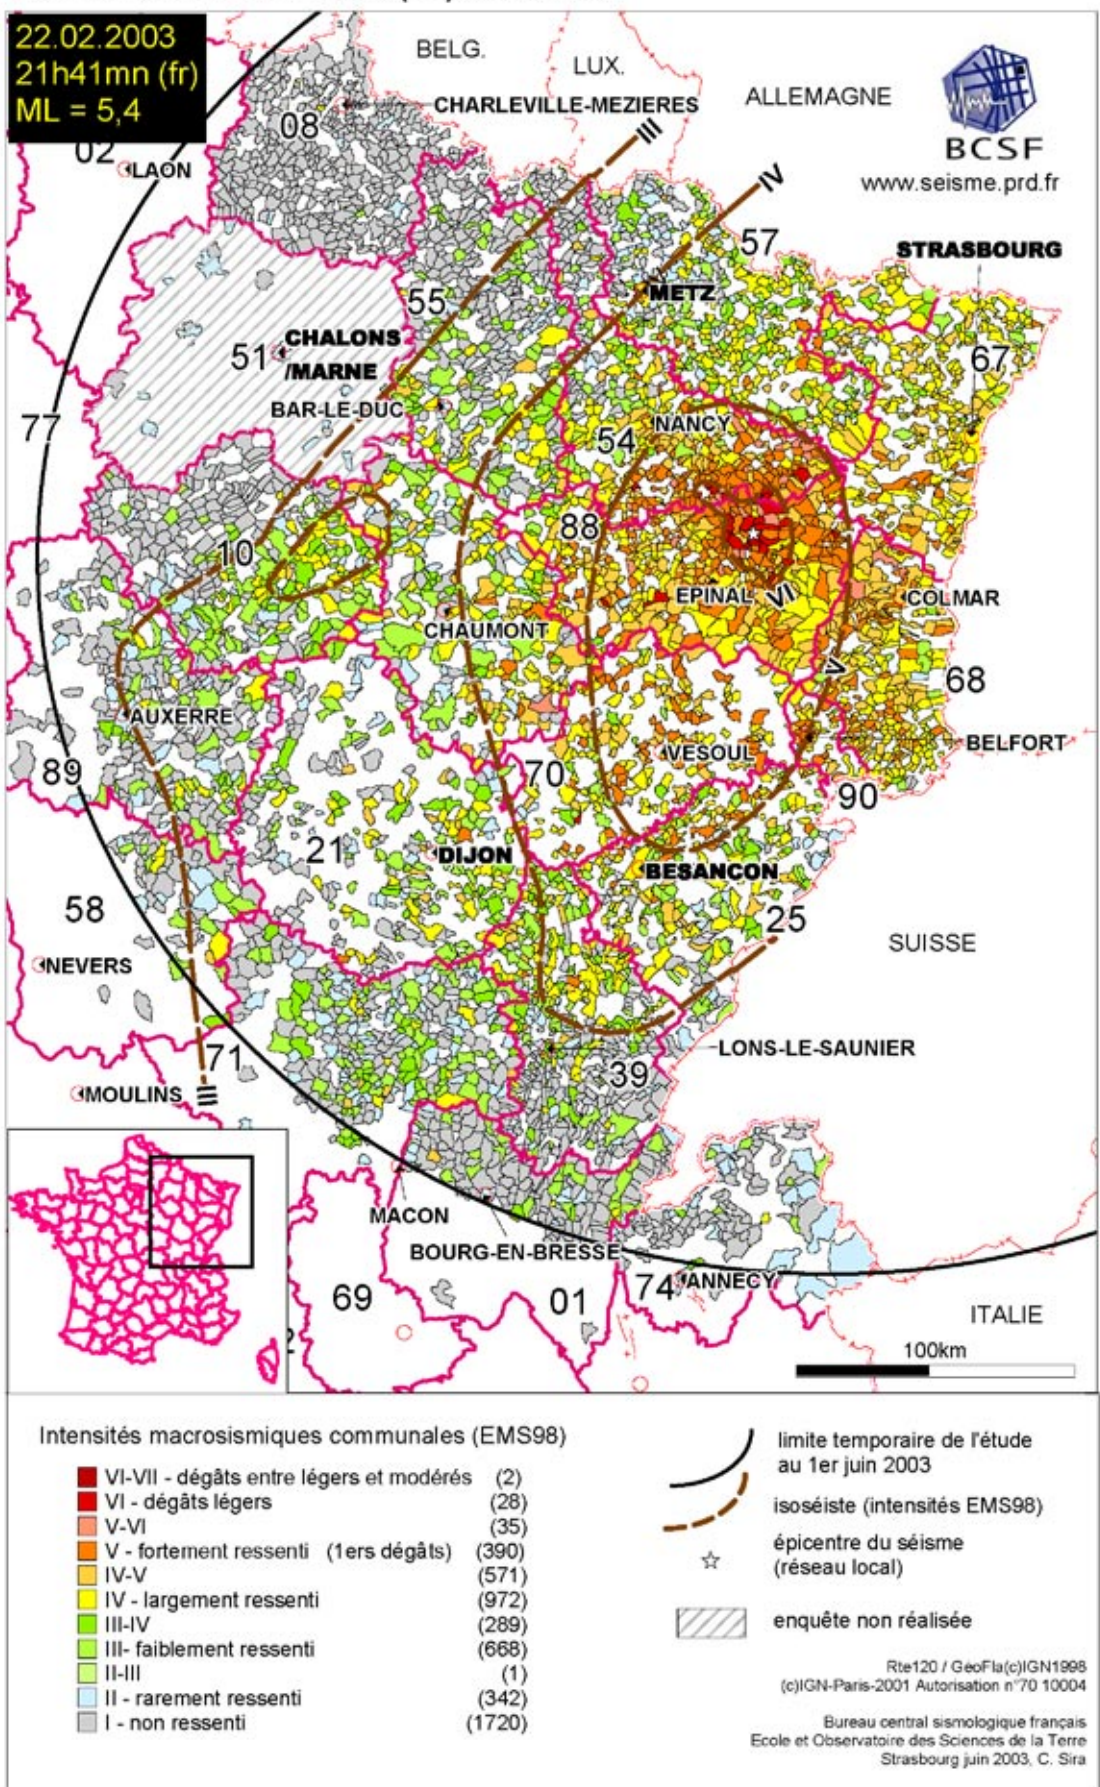 22.02.2003
21h41mn (fr)
ML = 5,4
BELG.
LUX.
ALLEMAGNE
BCSF
www.seisme.prd.fr
CHARLEVILLE-MEZIERES
08
02
LAON
III
IV
57
STRASBOURG
METZ
55
CHALONS
/MARNE
51
67
BAR-LE-DUC
77
NANCY
54
88
10
EPINAL
VI
COLMAR
CHAUMONT
V
68
AUXERRE
BELFORT
VESOUL
89
70
90
21
DIJON
BESANCON
58
25
SUISSE
NEVERS
LONS-LE-SAUNIER
71
39
MOULINS
III
MACON
BOURG-EN-BRESSE
69
01
74
ANNECY
ITALIE
100km
Intensités macrosismiques communales (EMS98)
VI-VII - dégâts entre légers et modérés (2)
VI - dégâts légers (28)
V-VI (35)
V - fortement ressenti (1ers dégâts) (390)
IV-V (571)
IV - largement ressenti (972)
III-IV (289)
III- faiblement ressenti (668)
II-III (1)
II - rarement ressenti (342)
I - non ressenti (1720)
limite temporaire de l'étude
au 1er juin 2003
isoséiste (intensités EMS98)
épicentre du séisme
(réseau local)
enquête non réalisée
Rte120 / GéoFla(c)IGN1998
(c)IGN-Paris-2001 Autorisation n°70 10004
Bureau central sismologique français
Ecole et Observatoire des Sciences de la Terre
Strasbourg juin 2003, C. Sira